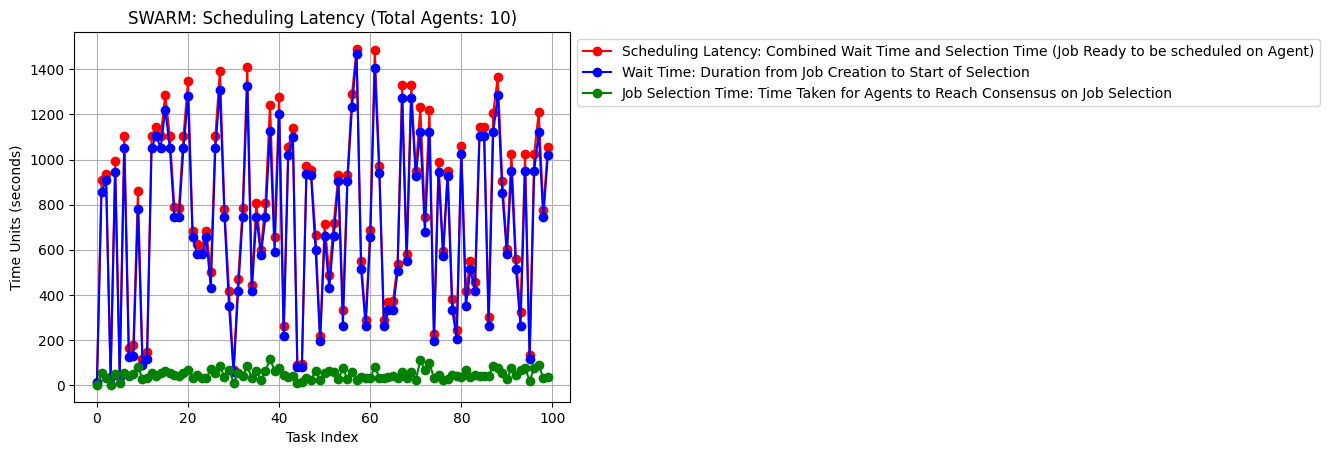 SWARM: Scheduling Latency (Total Agents: 10)
Scheduling Latency: Combined Wait Time and Selection Time (Job Ready to be scheduled on Agent)
Wait Time: Duration from Job Creation to Start of Selection
Job Selection Time: Time Taken for Agents to Reach Consensus on Job Selection
Time Units (seconds)
1400
1200
1000
800
600
400
200
0
0 20 40 60 80 100
Task Index